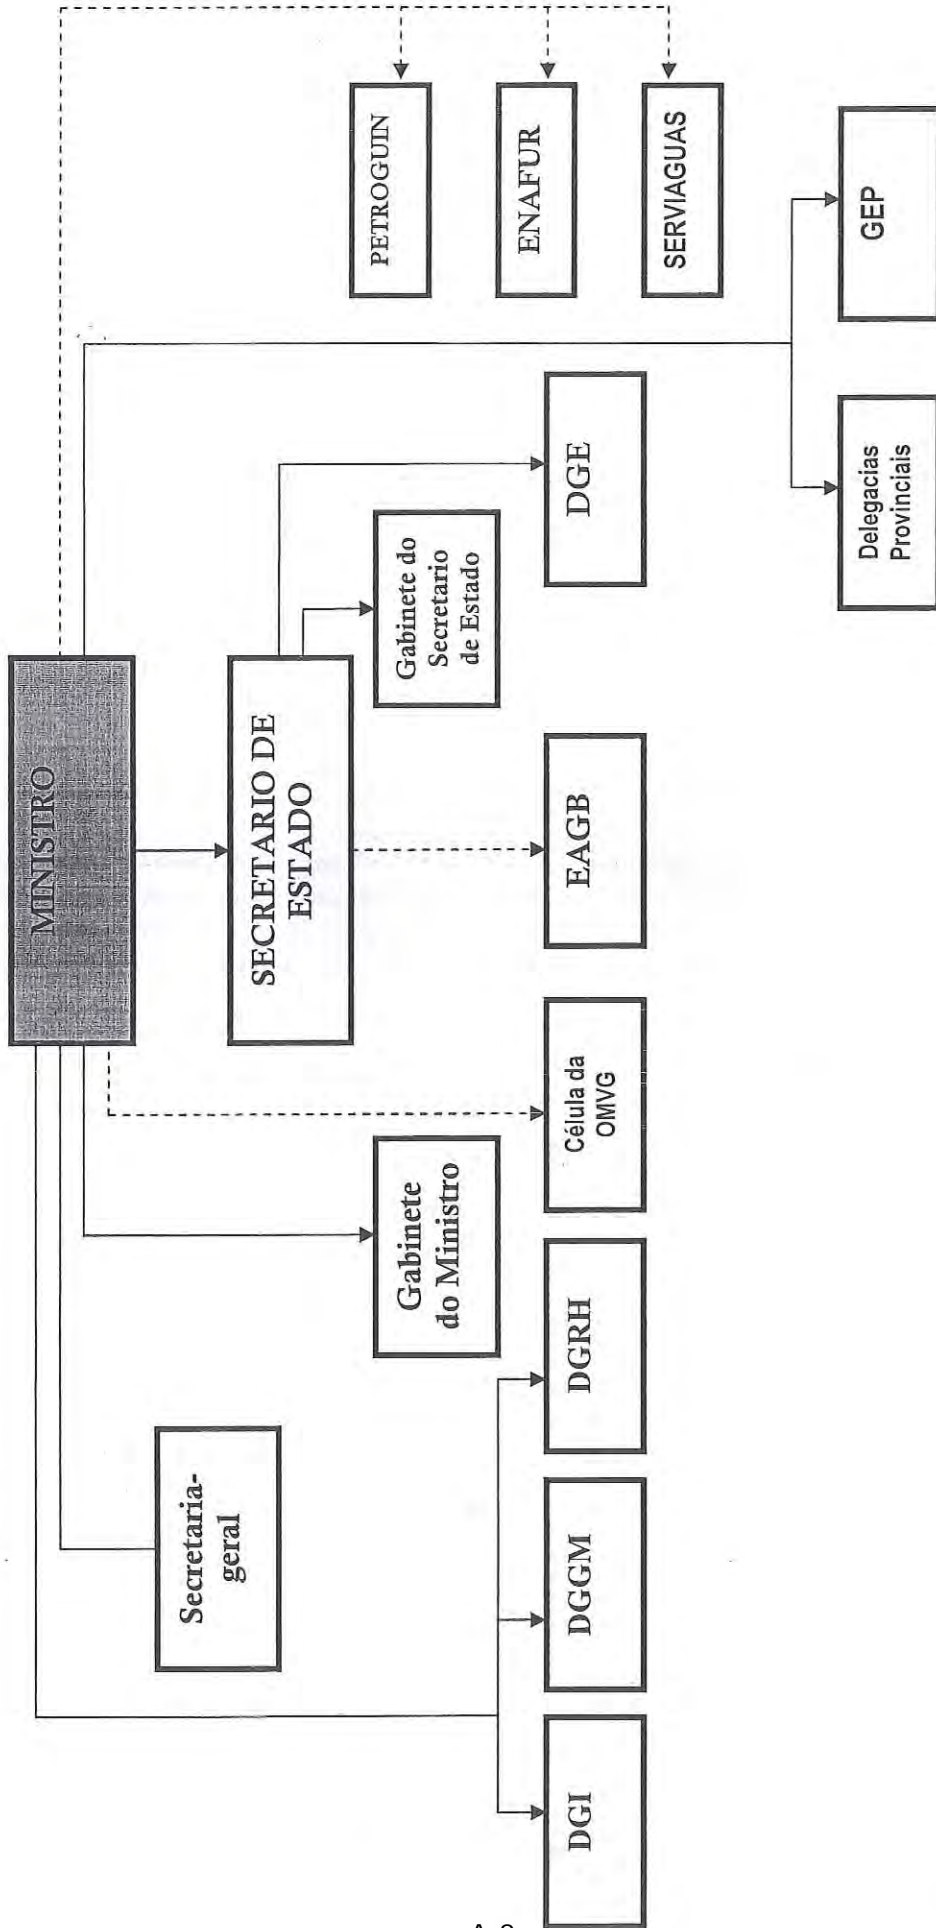 MINISTRO
SECRETARIO DE
ESTADO
Secretaria-
geral
Gabinete
do Ministro
Gabinete do
Secretario
de Estado
PETROGUIN
ENAFUR
SERVIAGUAS
DGI
DGGM
DGRH
Célula da
OMVG
EAGB
DGE
Delegacias
Provinciais
GEP